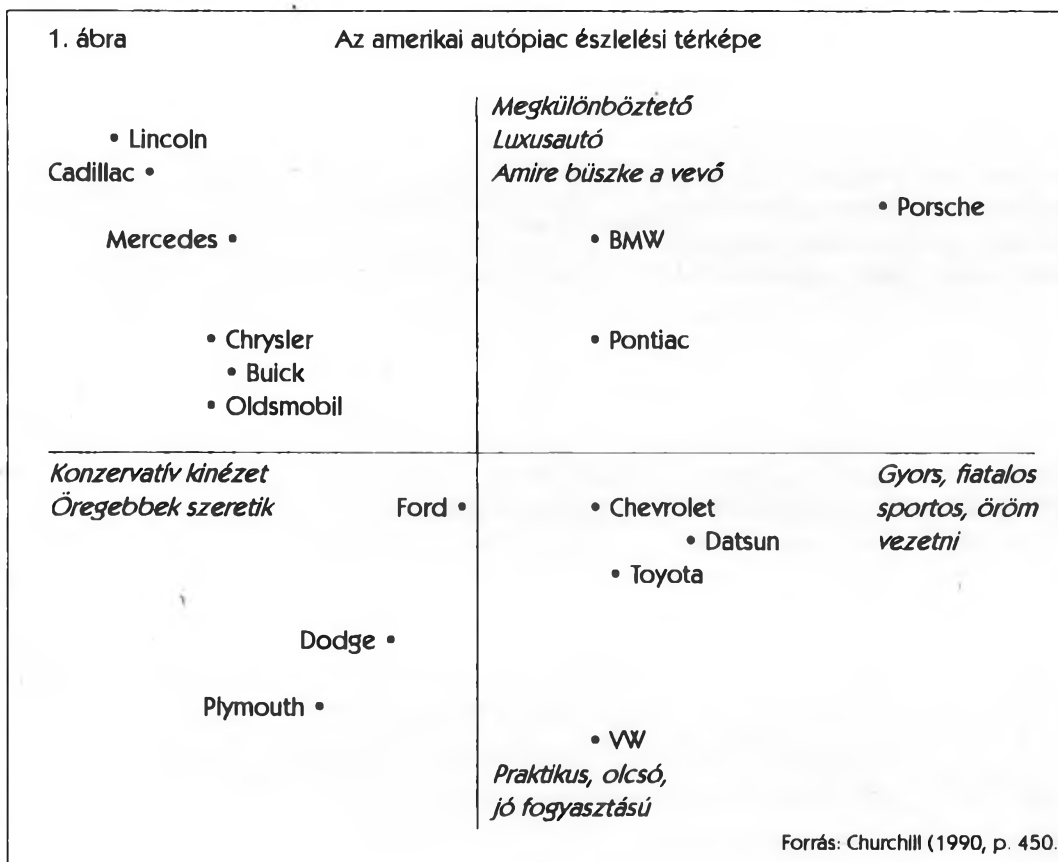 1. ábra Az amerikai autópiac észlelési térképe
Megkülönböztető
Luxusautó
Amire büszke a vevő
• Lincoln
Cadillac •
• Porsche
Mercedes •
• BMW
• Chrysler
• Pontiac
• Buick
• Oldsmobil
Konzervatív kinézet
Öregebbek szeretik
Gyors, fiatalos
sportos, öröm
vezetni
Ford •
• Chevrolet
• Datsun
• Toyota
Dodge •
Plymouth •
• VW
Praktikus, olcsó,
jó fogyasztású
Forrás: Churchill (1990, p. 450.